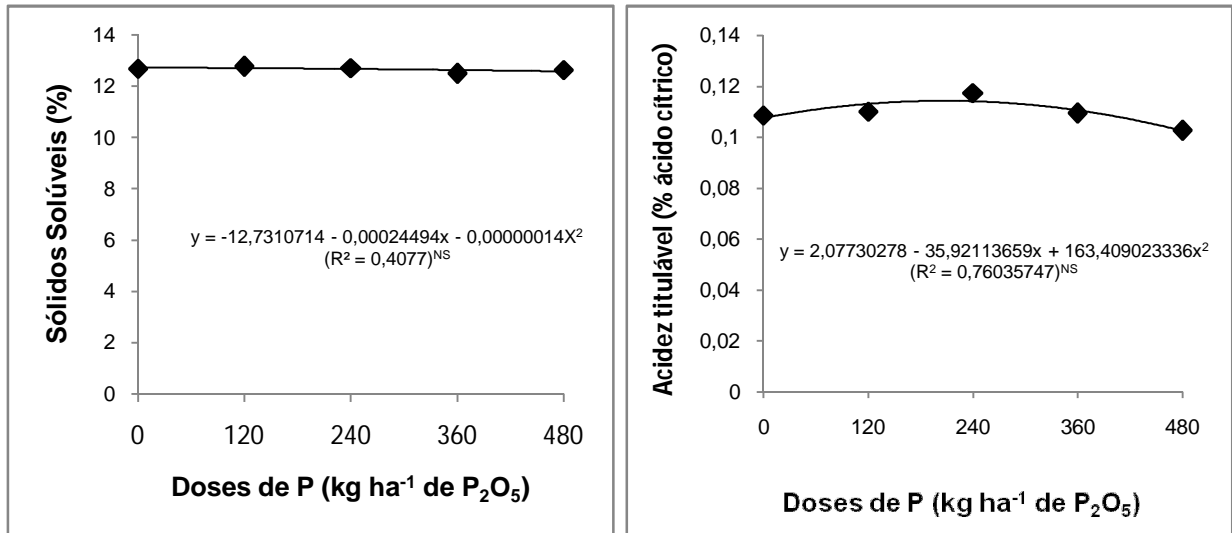 14
12
10
8
6
4
2
0
Sólidos Solúveis (%)
y = -12,7310714 - 0,00024494x - 0,00000014X²
(R² = 0,4077)ᴺˢ
0 120 240 360 480
Doses de P (kg ha⁻¹ de P₂O₅)
0,14
0,12
0,1
0,08
0,06
0,04
0,02
0
Acidez titulável (% ácido cítrico)
y = 2,07730278 - 35,92113659x + 163,409023336x²
(R² = 0,76035747)ᴺˢ
0 120 240 360 480
Doses de P (kg ha⁻¹ de P₂O₅)